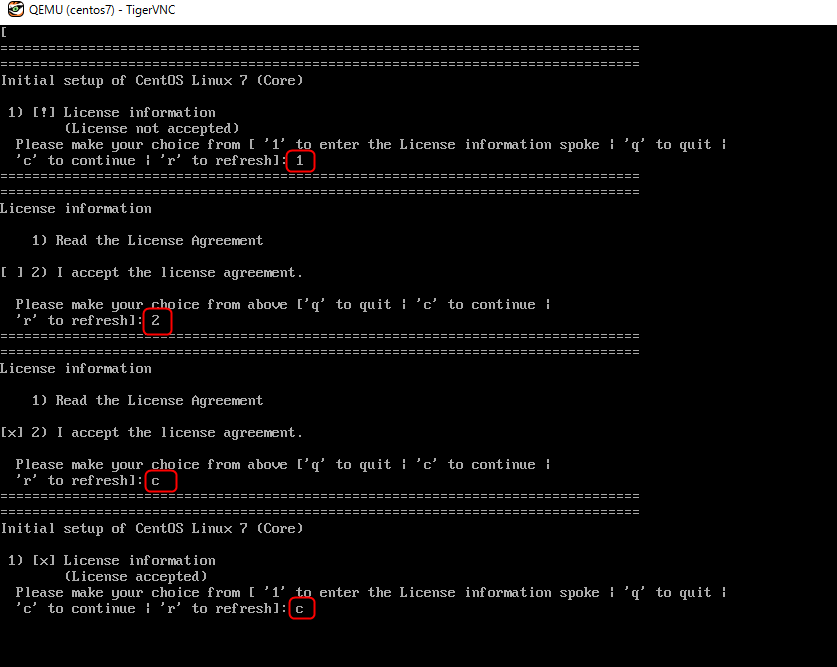 QEMU (centos7) - TigerVNC
[
================================================================================
================================================================================
Initial setup of CentOS Linux 7 (Core)
1) [!] License information
(License not accepted)
Please make your choice from [ '1' to enter the License information spoke | 'q' to quit |
'c' to continue | 'r' to refresh]: 1
================================================================================
================================================================================
License information
1) Read the License Agreement
[ ] 2) I accept the license agreement.
Please make your choice from above ['q' to quit | 'c' to continue |
'r' to refresh]: 2
================================================================================
================================================================================
License information
1) Read the License Agreement
[x] 2) I accept the license agreement.
Please make your choice from above ['q' to quit | 'c' to continue |
'r' to refresh]: c
================================================================================
================================================================================
Initial setup of CentOS Linux 7 (Core)
1) [x] License information
(License accepted)
Please make your choice from [ '1' to enter the License information spoke | 'q' to quit |
'c' to continue | 'r' to refresh]: c